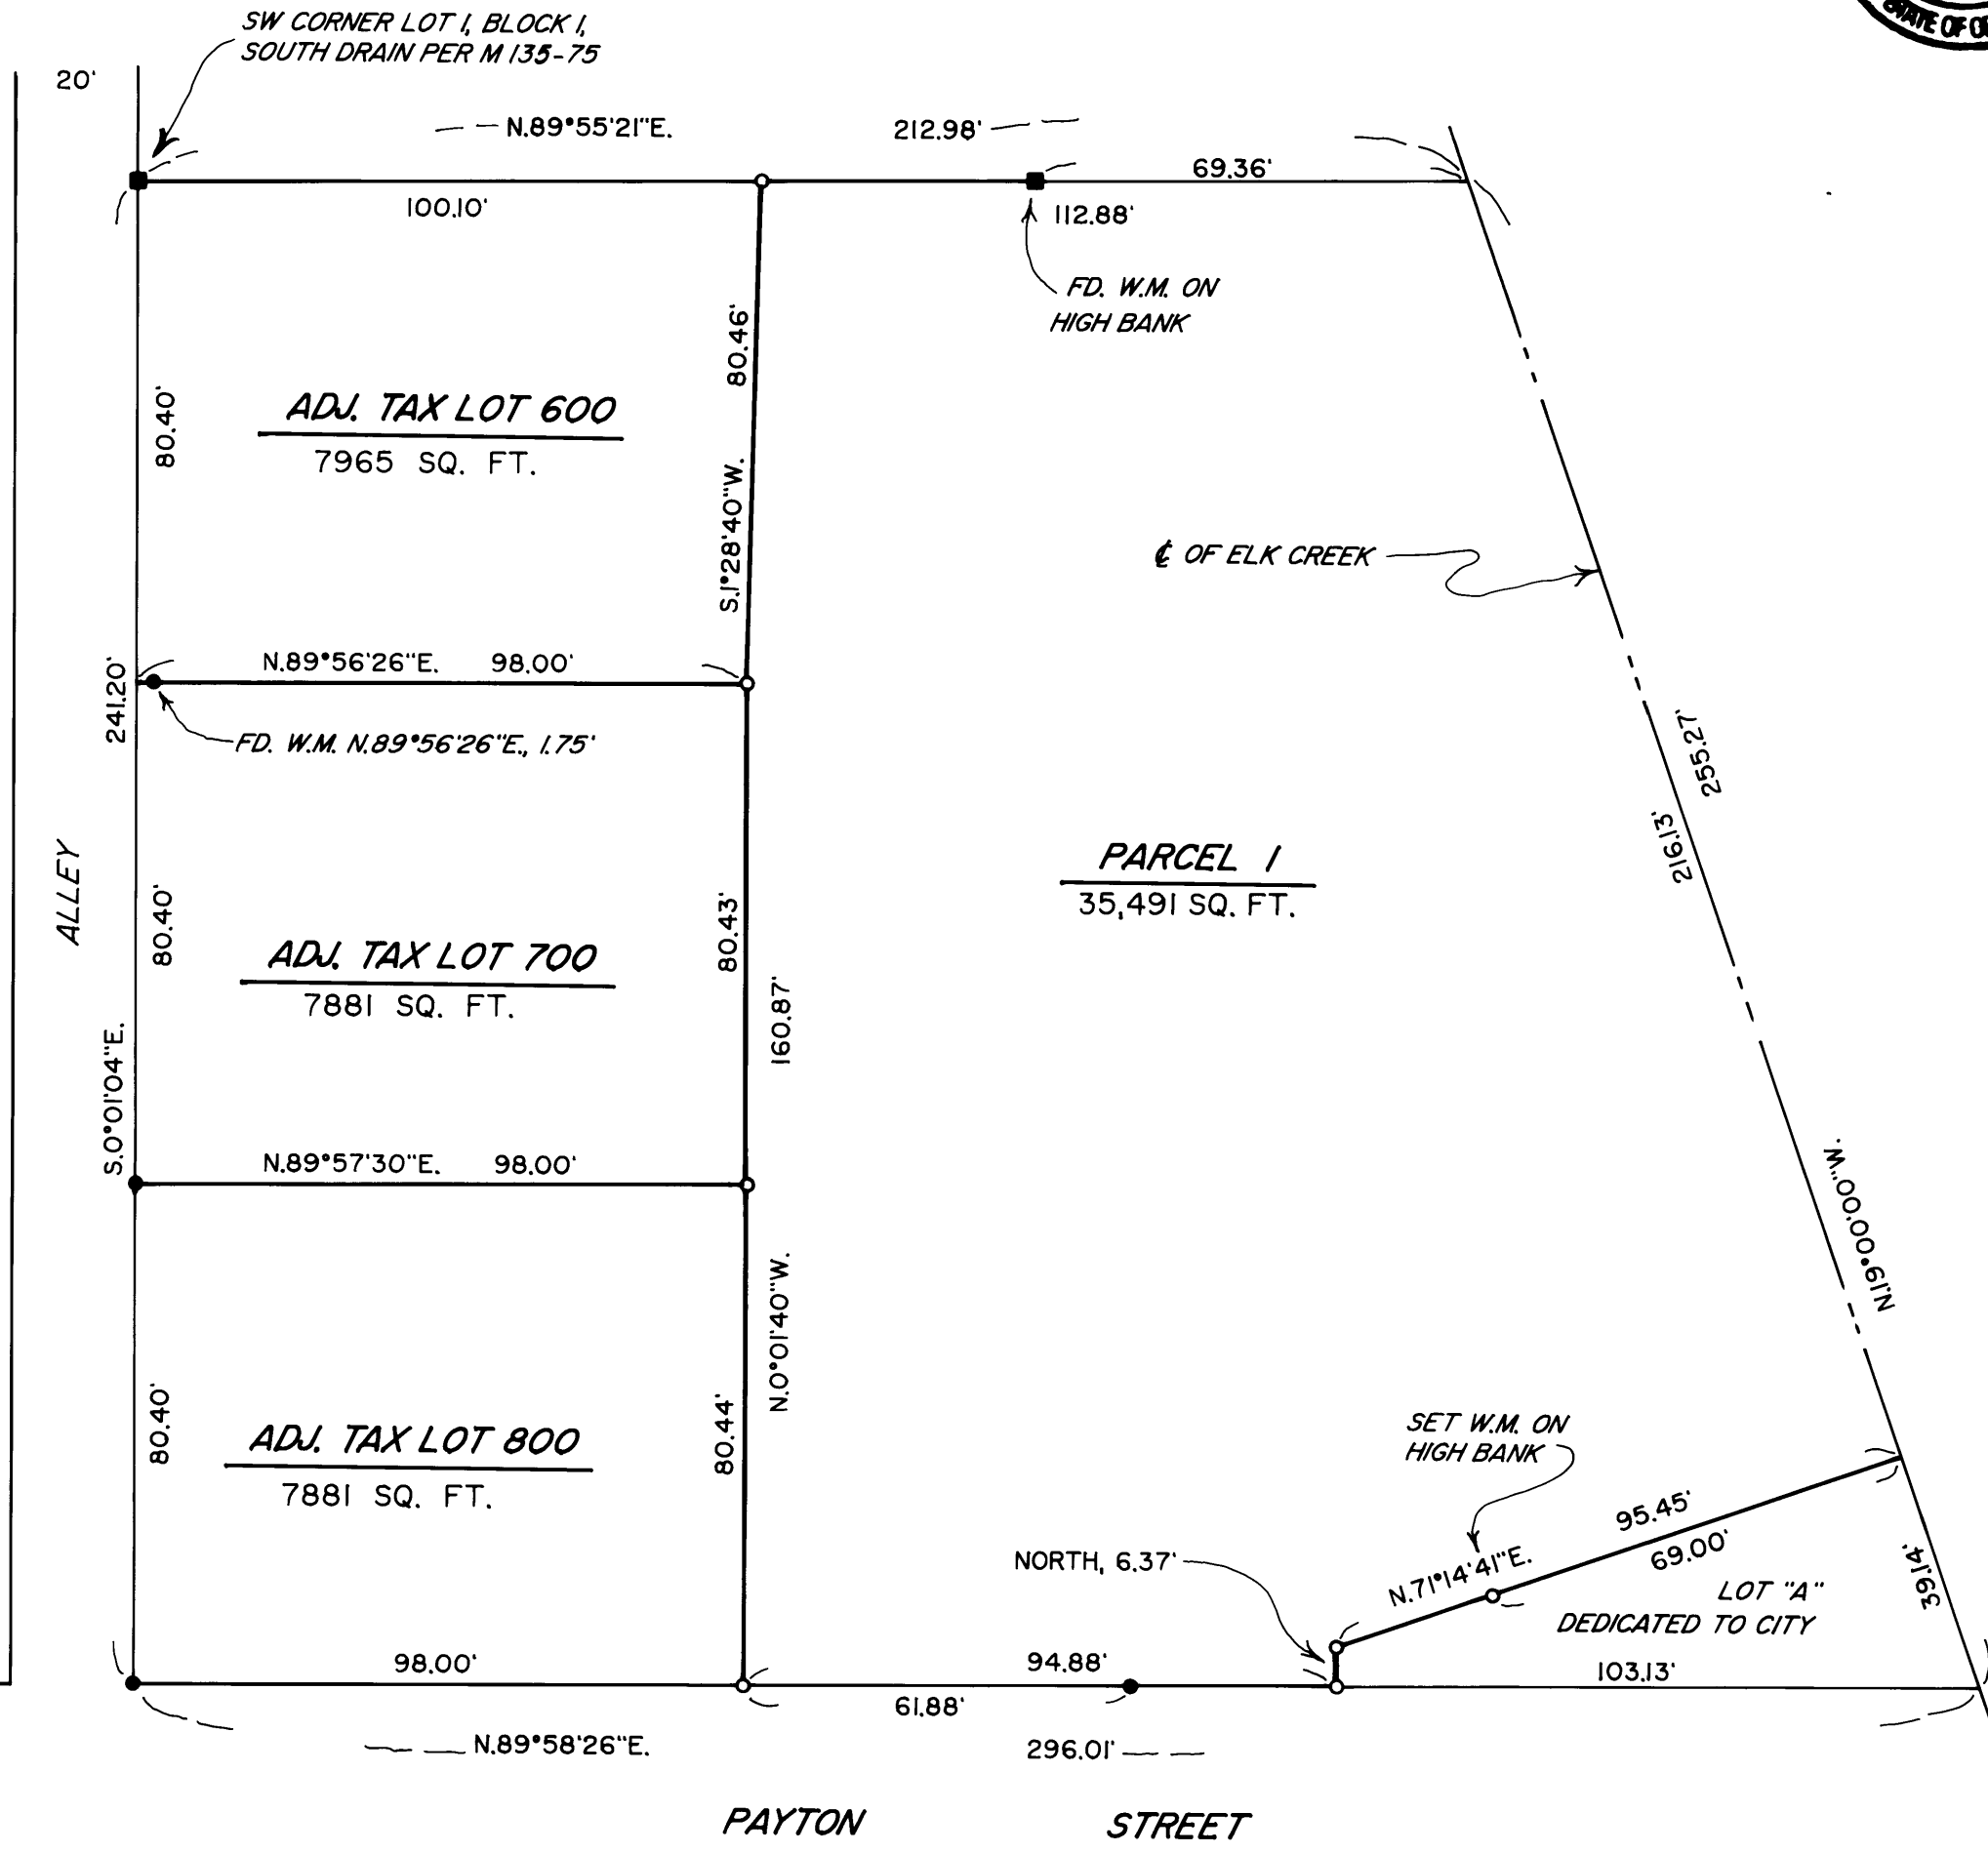 SW CORNER LOT 1, BLOCK 1,
SOUTH DRAIN PER M 135-75
STATE OF
20'
N.89°55'21"E. 212.98'
69.36'
100.10'
112.88'
FD. W.M. ON
HIGH BANK
80.46'
S.1°28'40"W.
80.40'
ADJ. TAX LOT 600
7965 SQ. FT.
℄ OF ELK CREEK
N.89°56'26"E. 98.00'
241.20'
S.0°01'04"E.
FD. W.M. N.89°56'26"E., 1.75'
255.27'
216.13'
N.19°00'00"W.
ALLEY
PARCEL 1
35,491 SQ. FT.
80.40'
80.43'
ADJ. TAX LOT 700
7881 SQ. FT.
160.87'
N.0°01'40"W.
N.89°57'30"E. 98.00'
80.40'
80.44'
ADJ. TAX LOT 800
7881 SQ. FT.
SET W.M. ON
HIGH BANK
NORTH, 6.37'
N.71°14'41"E.
95.45'
69.00'
39.14'
LOT "A"
DEDICATED TO CITY
98.00'
94.88'
103.13'
61.88'
N.89°58'26"E. 296.01'
PAYTON STREET